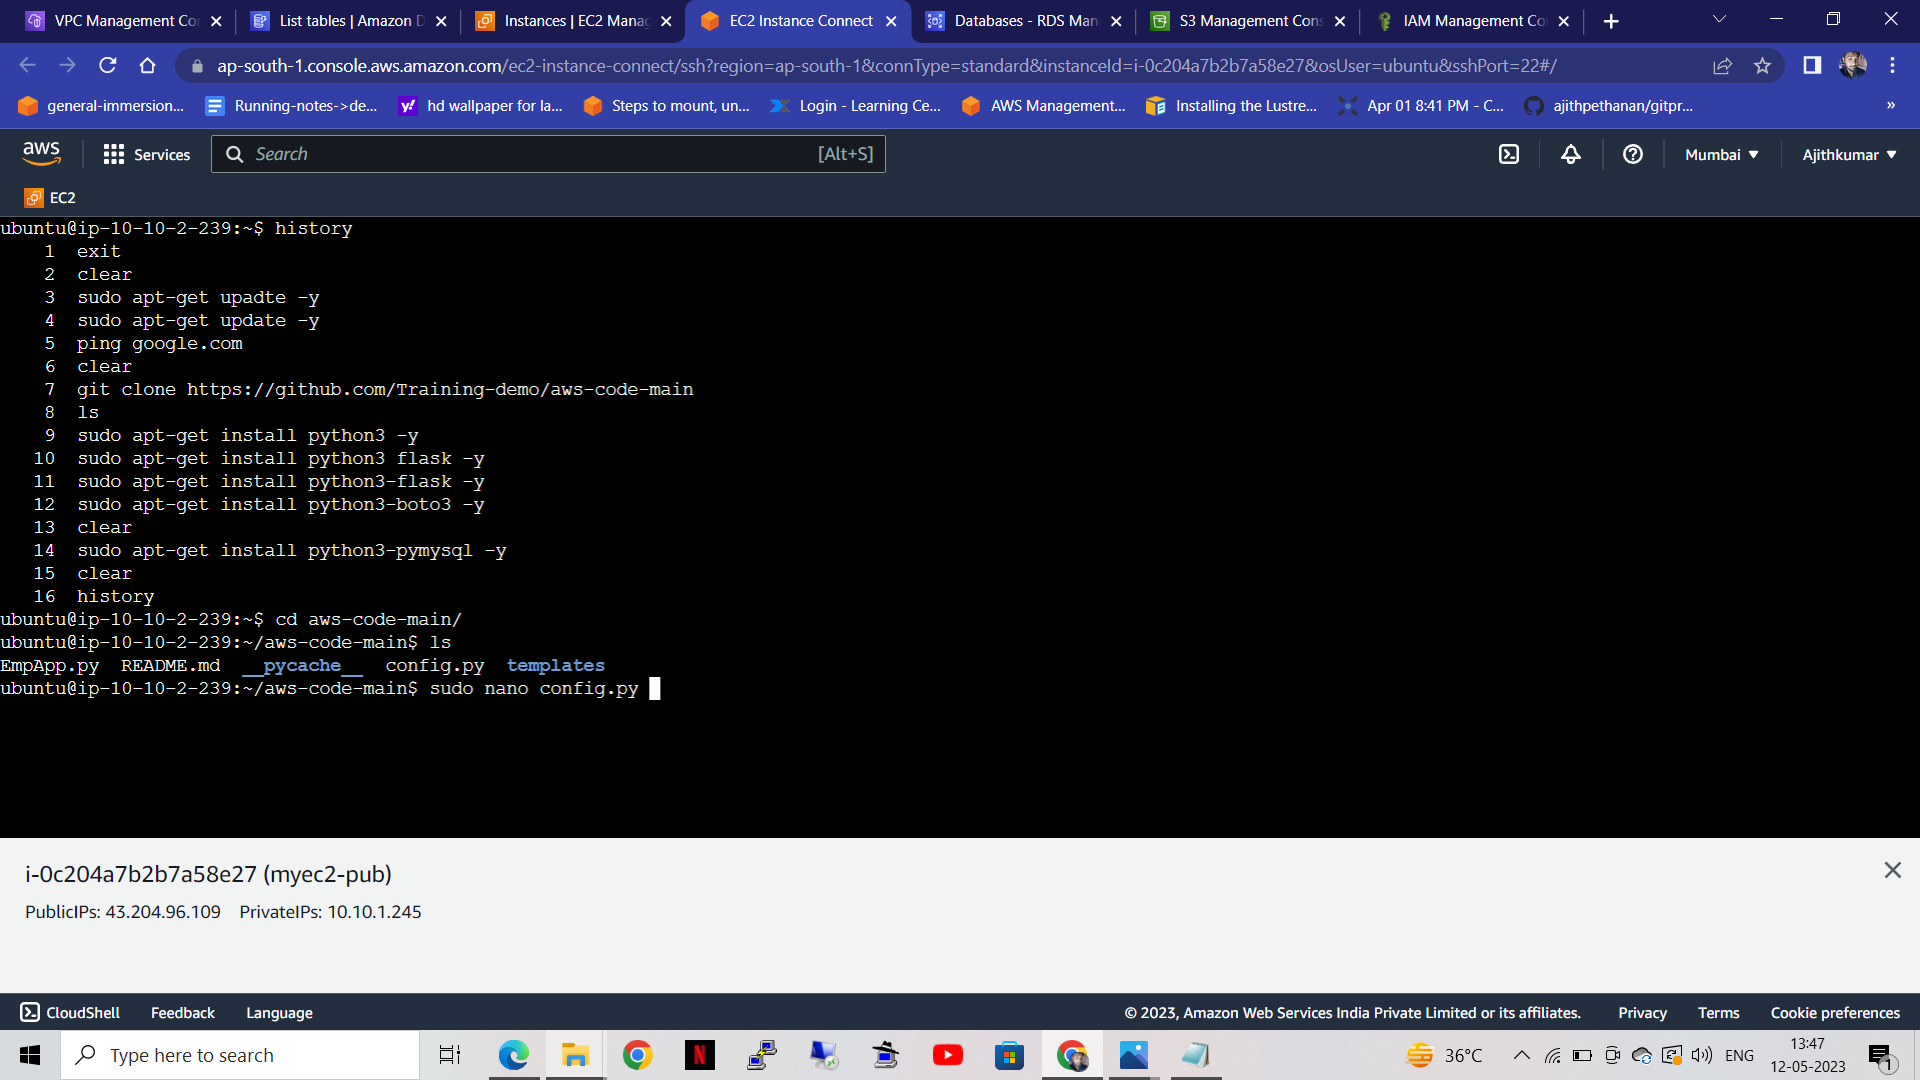 VPC Management Co
List tables | Amazon D
Instances | EC2 Manag
EC2 Instance Connect
Databases - RDS Man
S3 Management Cons
IAM Management Co
ap-south-1.console.aws.amazon.com/ec2-instance-connect/ssh?region=ap-south-1&connType=standard&instanceId=i-0c204a7b2b7a58e27&osUser=ubuntu&sshPort=22#/
general-immersion...
Running-notes->de...
hd wallpaper for la...
Steps to mount, un...
Login - Learning Ce...
AWS Management...
Installing the Lustre...
Apr 01 8:41 PM - C...
ajithpethanan/gitpr...
»
aws
Services
Search
[Alt+S]
Mumbai
Ajithkumar
EC2
ubuntu@ip-10-10-2-239:~$ history
1 exit
2 clear
3 sudo apt-get upadte -y
4 sudo apt-get update -y
5 ping google.com
6 clear
7 git clone https://github.com/Training-demo/aws-code-main
8 ls
9 sudo apt-get install python3 -y
10 sudo apt-get install python3 flask -y
11 sudo apt-get install python3-flask -y
12 sudo apt-get install python3-boto3 -y
13 clear
14 sudo apt-get install python3-pymysql -y
15 clear
16 history
ubuntu@ip-10-10-2-239:~$ cd aws-code-main/
ubuntu@ip-10-10-2-239:~/aws-code-main$ ls
EmpApp.py README.md __pycache__ config.py templates
ubuntu@ip-10-10-2-239:~/aws-code-main$ sudo nano config.py
i-0c204a7b2b7a58e27 (myec2-pub)
PublicIPs: 43.204.96.109 PrivateIPs: 10.10.1.245
CloudShell
Feedback
Language
© 2023, Amazon Web Services India Private Limited or its affiliates.
Privacy
Terms
Cookie preferences
Type here to search
36°C
ENG
13:47
12-05-2023
1